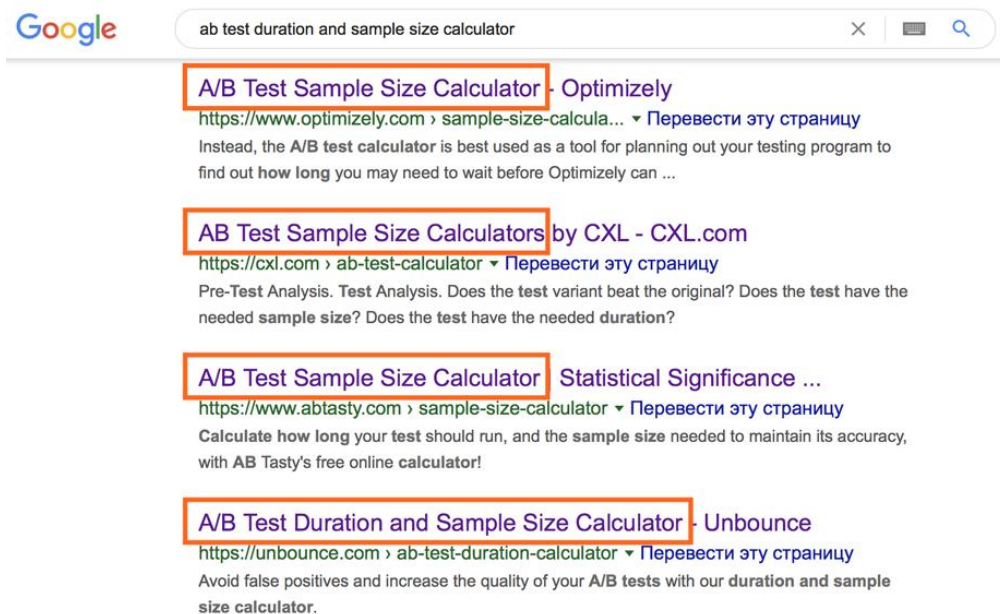 Google
ab test duration and sample size calculator
A/B Test Sample Size Calculator - Optimizely
https://www.optimizely.com › sample-size-calcula... ▾ Перевести эту страницу
Instead, the A/B test calculator is best used as a tool for planning out your testing program to
find out how long you may need to wait before Optimizely can ...
AB Test Sample Size Calculators by CXL - CXL.com
https://cxl.com › ab-test-calculator ▾ Перевести эту страницу
Pre-Test Analysis. Test Analysis. Does the test variant beat the original? Does the test have the
needed sample size? Does the test have the needed duration?
A/B Test Sample Size Calculator | Statistical Significance ...
https://www.abtasty.com › sample-size-calculator ▾ Перевести эту страницу
Calculate how long your test should run, and the sample size needed to maintain its accuracy,
with AB Tasty's free online calculator!
A/B Test Duration and Sample Size Calculator - Unbounce
https://unbounce.com › ab-test-duration-calculator ▾ Перевести эту страницу
Avoid false positives and increase the quality of your A/B tests with our duration and sample
size calculator.